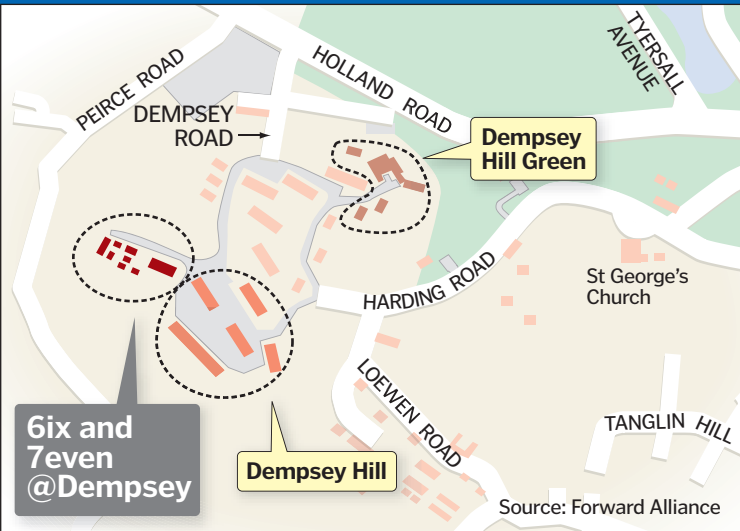 PEIRCE ROAD
HOLLAND ROAD
TYERSALL
AVENUE
DEMPSEY
ROAD
Dempsey
Hill Green
HARDING ROAD
St George's
Church
6ix and
7even
@Dempsey
Dempsey Hill
LOEWEN ROAD
TANGLIN HILL
Source: Forward Alliance